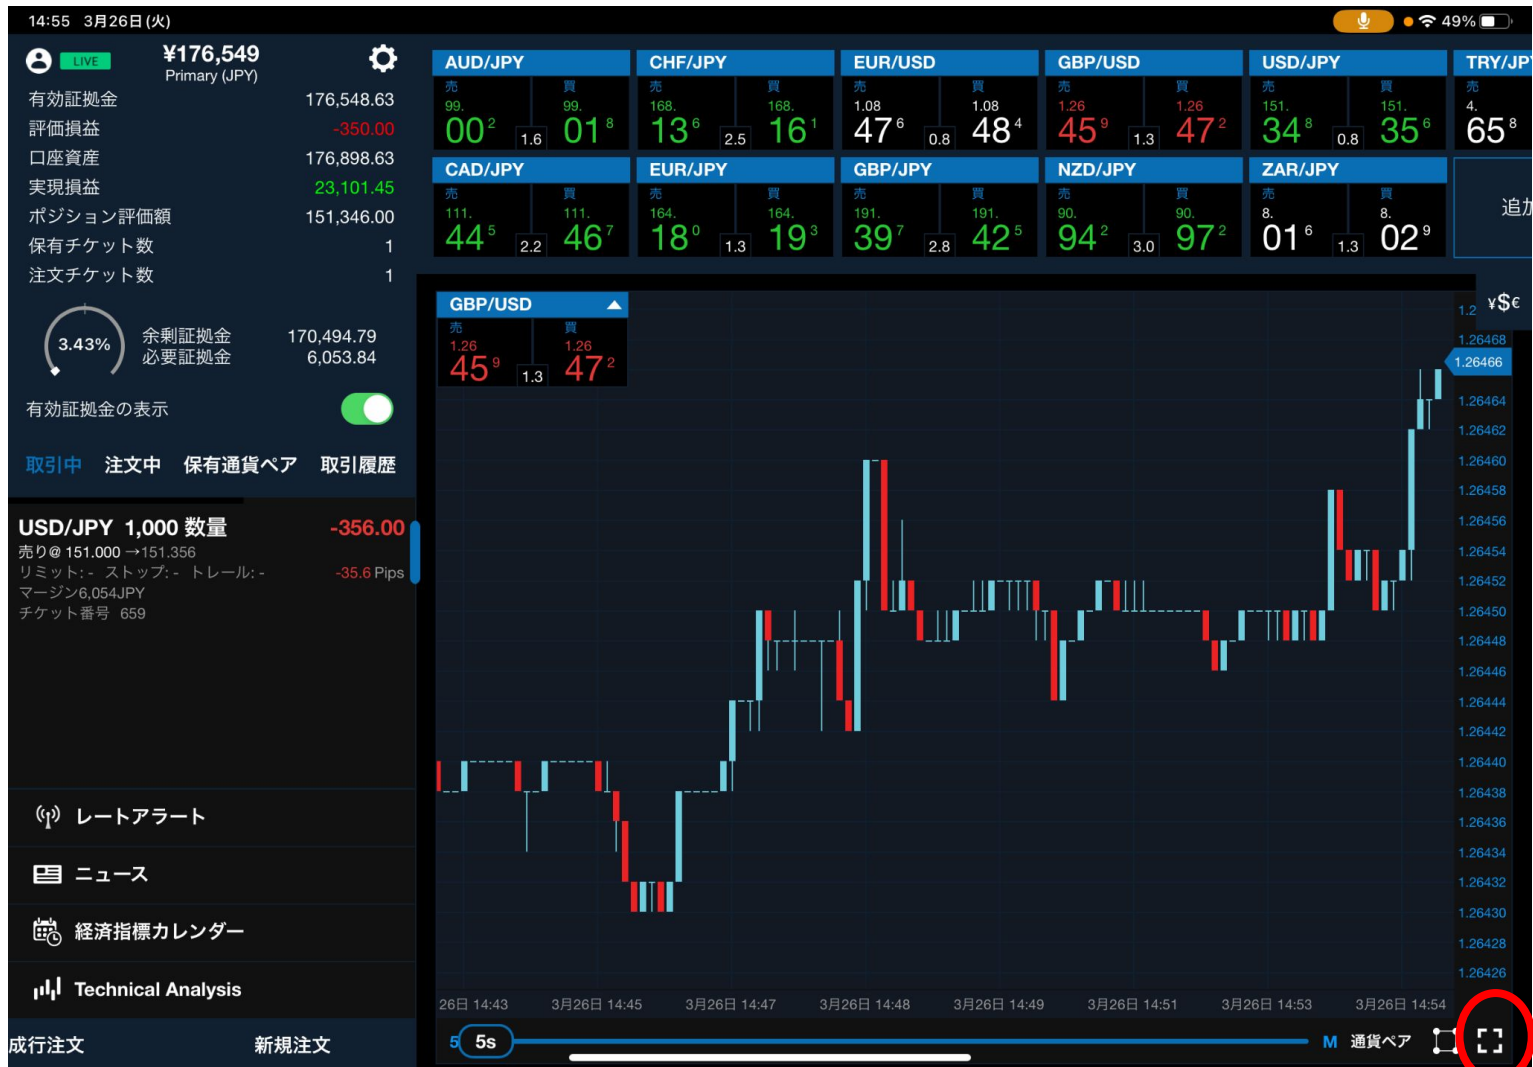 14:55 3月26日(火)
49%
LIVE
¥176,549
Primary (JPY)
有効証拠金 176,548.63
評価損益 -350.00
口座資産 176,898.63
実現損益 23,101.45
ポジション評価額 151,346.00
保有チケット数 1
注文チケット数 1
3.43%
余剰証拠金 170,494.79
必要証拠金 6,053.84
有効証拠金の表示
取引中 注文中 保有通貨ペア 取引履歴
USD/JPY 1,000 数量 -356.00
売り@ 151.000 →151.356
リミット: - ストップ: - トレール: - -35.6 Pips
マージン6,054JPY
チケット番号 659
レートアラート
ニュース
経済指標カレンダー
Technical Analysis
成行注文 新規注文
AUD/JPY CHF/JPY EUR/USD GBP/USD USD/JPY TRY/JP
売 買 売 買 売 買 売 買 売 買 売
99. 99. 168. 168. 1.08 1.08 1.26 1.26 151. 151. 4.
00 2 1.6 01 8 13 6 2.5 16 1 47 6 0.8 48 4 45 9 1.3 47 2 34 8 0.8 35 6 65 8
CAD/JPY EUR/JPY GBP/JPY NZD/JPY ZAR/JPY
売 買 売 買 売 買 売 買 売 買
追加
111. 111. 164. 164. 191. 191. 90. 90. 8. 8.
44 5 2.2 46 7 18 0 1.3 19 3 39 7 2.8 42 5 94 2 3.0 97 2 01 6 1.3 02 9
GBP/USD
売 買
1.26 1.26
45 9 1.3 47 2
¥$€
1.2
1.26468
1.26466
1.26464
1.26462
1.26460
1.26458
1.26456
1.26454
1.26452
1.26450
1.26448
1.26446
1.26444
1.26442
1.26440
1.26438
1.26436
1.26434
1.26432
1.26430
1.26428
1.26426
26日 14:43 3月26日 14:45 3月26日 14:47 3月26日 14:48 3月26日 14:49 3月26日 14:51 3月26日 14:53 3月26日 14:54
5 5s M 通貨ペア